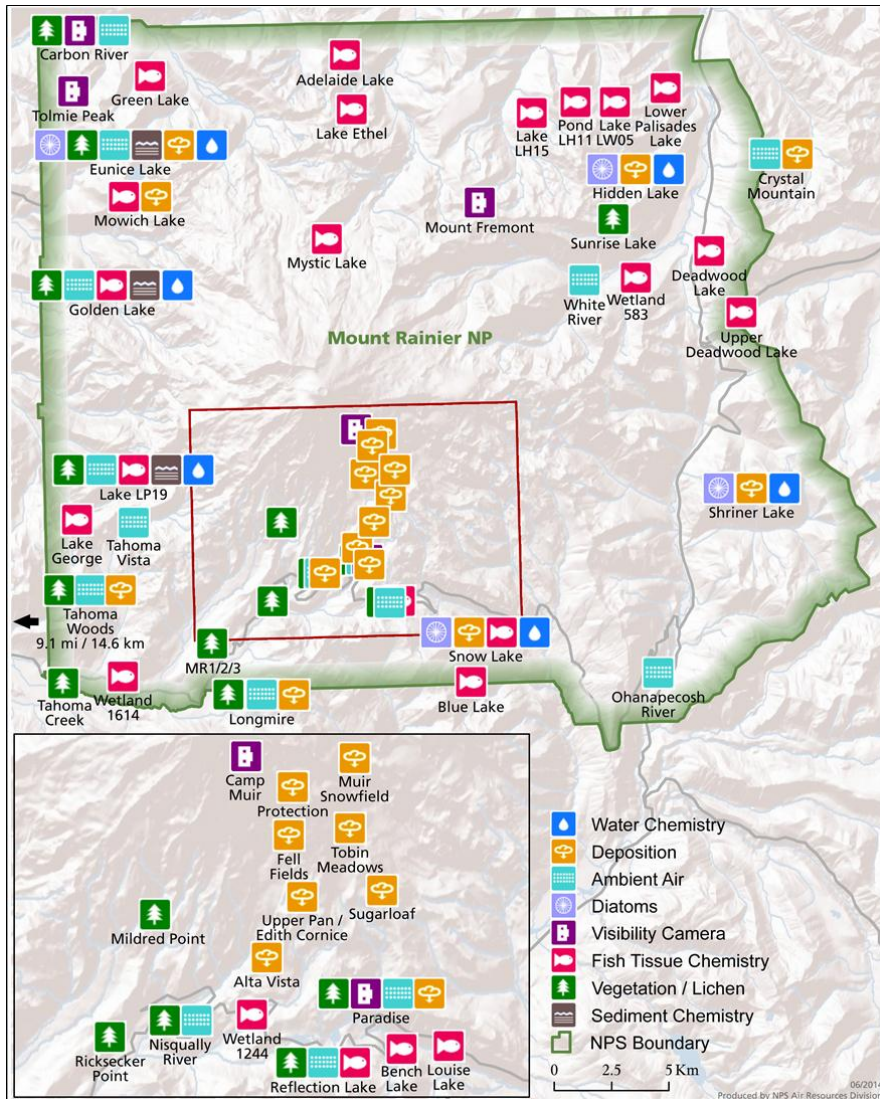 Carbon River
Tolmie Peak
Green Lake
Adelaide Lake
Lake Ethel
Lake
LH15
Pond
LH11
Lake
LW05
Lower
Palisades
Lake
Eunice Lake
Hidden Lake
Crystal
Mountain
Mowich Lake
Mount Fremont
Sunrise Lake
Mystic Lake
Deadwood
Lake
Golden Lake
White
River
Wetland
583
Upper
Deadwood Lake
Mount Rainier NP
Lake LP19
Shriner Lake
Lake
George
Tahoma
Vista
Tahoma
Woods
9.1 mi / 14.6 km
MR1/2/3
Snow Lake
Tahoma
Creek
Wetland
1614
Longmire
Blue Lake
Ohanapecosh
River
Camp
Muir
Muir
Snowfield
Protection
Fell
Fields
Tobin
Meadows
Upper Pan /
Edith Cornice
Sugarloaf
Mildred Point
Alta Vista
Paradise
Nisqually
River
Wetland
1244
Ricksecker
Point
Reflection Lake
Bench
Lake
Louise
Lake
Water Chemistry
Deposition
Ambient Air
Diatoms
Visibility Camera
Fish Tissue Chemistry
Vegetation / Lichen
Sediment Chemistry
NPS Boundary
0 2.5 5 Km
06/2014
Produced by NPS Air Resources Division